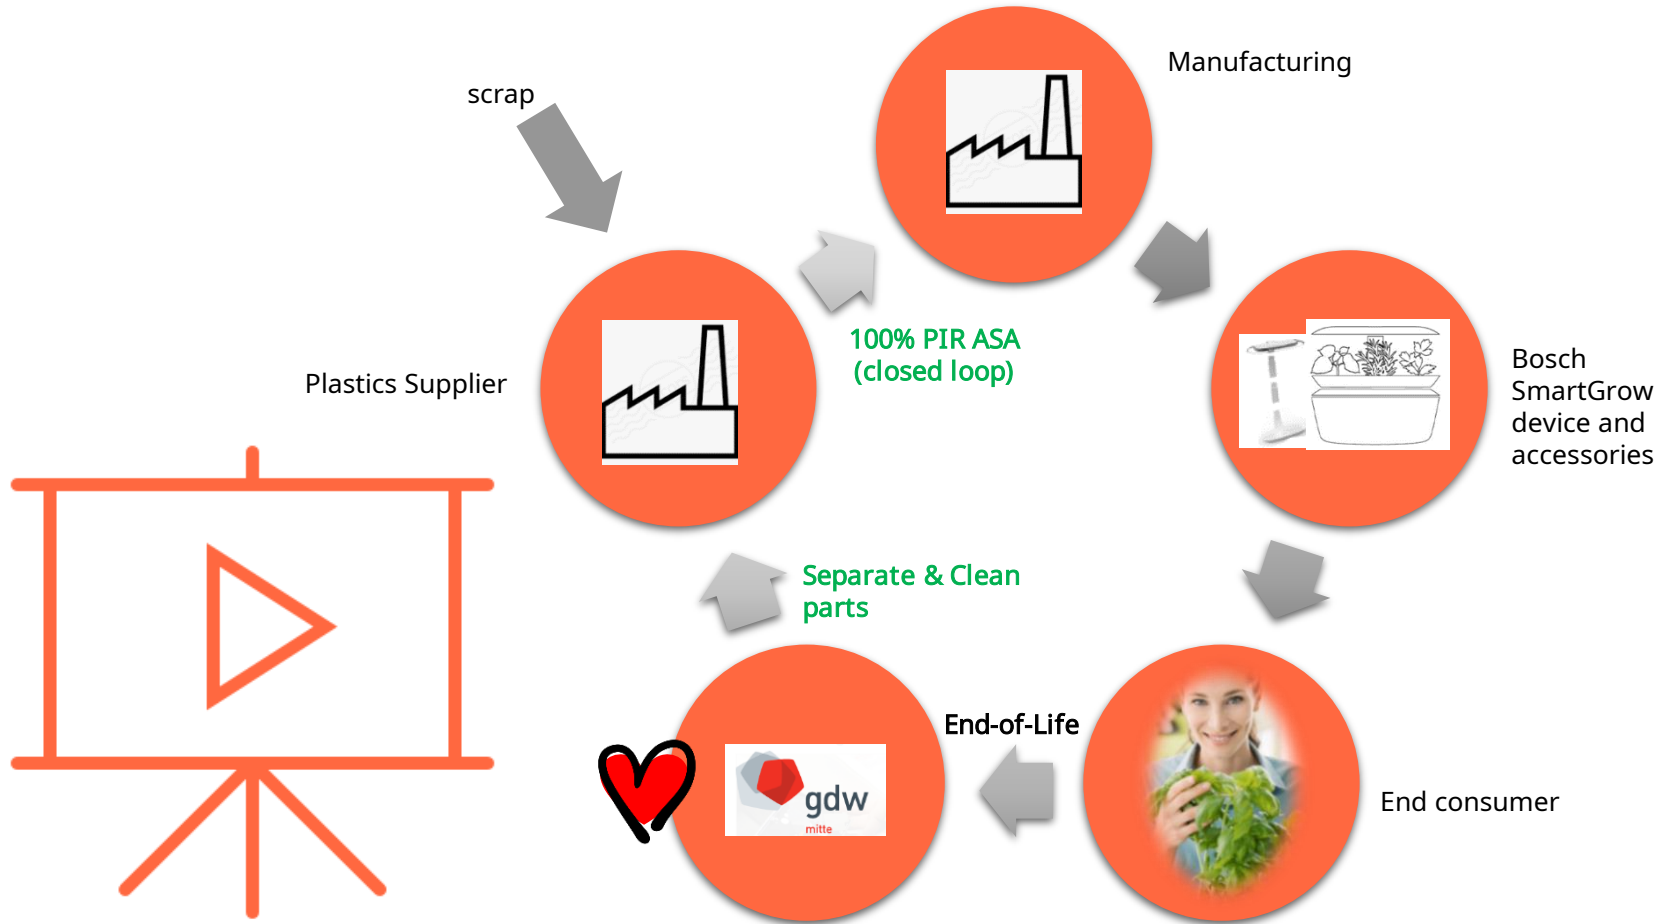 Manufacturing
scrap
100% PIR ASA
(closed loop)
Plastics Supplier
Bosch
SmartGrow
device and
accessories
Separate & Clean
parts
End-of-Life
gdw
mitte
End consumer